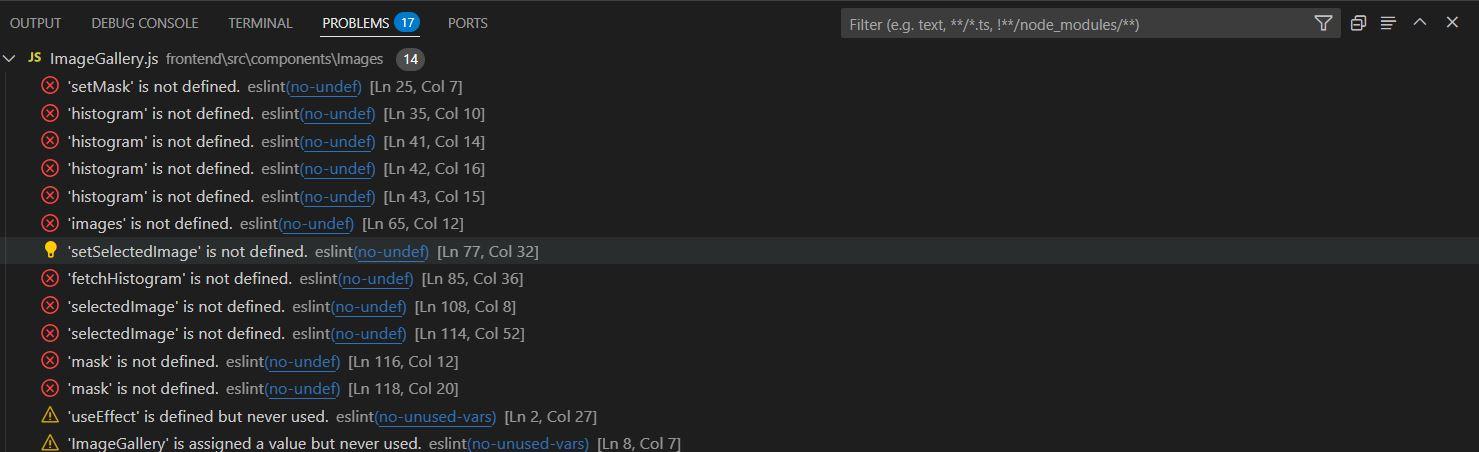 OUTPUT DEBUG CONSOLE TERMINAL PROBLEMS 17 PORTS Filter (e.g. text, **/*.ts, !**/node_modules/**)
JS ImageGallery.js frontend\src\components\Images 14
'setMask' is not defined. eslint(no-undef) [Ln 25, Col 7]
'histogram' is not defined. eslint(no-undef) [Ln 35, Col 10]
'histogram' is not defined. eslint(no-undef) [Ln 41, Col 14]
'histogram' is not defined. eslint(no-undef) [Ln 42, Col 16]
'histogram' is not defined. eslint(no-undef) [Ln 43, Col 15]
'images' is not defined. eslint(no-undef) [Ln 65, Col 12]
'setSelectedImage' is not defined. eslint(no-undef) [Ln 77, Col 32]
'fetchHistogram' is not defined. eslint(no-undef) [Ln 85, Col 36]
'selectedImage' is not defined. eslint(no-undef) [Ln 108, Col 8]
'selectedImage' is not defined. eslint(no-undef) [Ln 114, Col 52]
'mask' is not defined. eslint(no-undef) [Ln 116, Col 12]
'mask' is not defined. eslint(no-undef) [Ln 118, Col 20]
'useEffect' is defined but never used. eslint(no-unused-vars) [Ln 2, Col 27]
'ImageGallery' is assigned a value but never used. eslint(no-unused-vars) [Ln 8, Col 7]